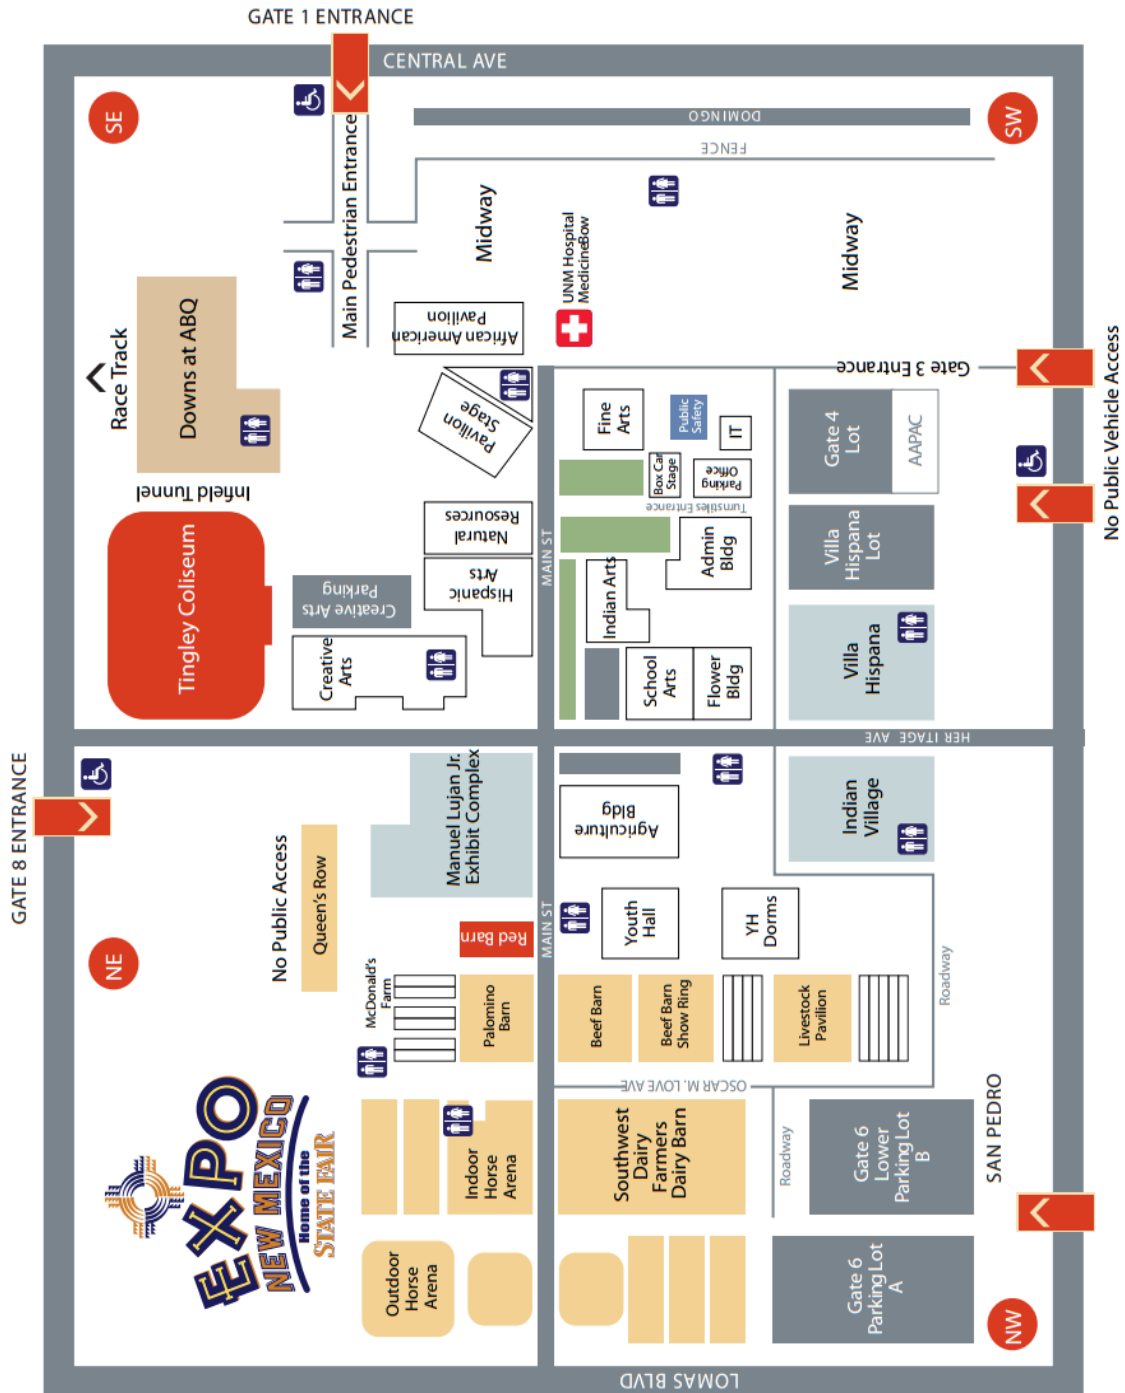 GATE 1 ENTRANCE
CENTRAL AVE
SE
SW
DOMINGO
FENCE
Main Pedestrian Entrance
Midway
UNM Hospital
MedicineBow
Midway
Race Track
Downs at ABQ
African American
Pavilion
Gate 3 Entrance
No Public Vehicle Access
Pavilion
Stage
Fine
Arts
Public
Safety
IT
Gate 4
Lot
AAPAC
Infield Tunnel
Box Car
Stage
Parking
Office
Turnstiles Entrance
Tingley Coliseum
Natural
Resources
MAIN ST
Admin
Bldg
Villa
Hispana
Lot
Creative Arts
Parking
Hispanic
Arts
Indian Arts
Creative
Arts
School
Arts
Flower
Bldg
Villa
Hispana
HERITAGE AVE
GATE 8 ENTRANCE
Manuel Lujan Jr.
Exhibit Complex
Agriculture
Bldg
Indian
Village
No Public Access
Queen's Row
NE
Red Barn
MAIN ST
Youth
Hall
YH
Dorms
Roadway
McDonald's
Farm
Palomino
Barn
Beef Barn
Beef Barn
Show Ring
Livestock
Pavilion
OSCAR M. LOVE AVE
SAN PEDRO
EXPO
NEW MEXICO
Home of the
STATE FAIR
Indoor
Horse
Arena
Southwest
Dairy
Farmers
Dairy Barn
Roadway
Gate 6
Lower
Parking Lot
B
Outdoor
Horse
Arena
Gate 6
Parking Lot
A
NW
LOMAS BLVD